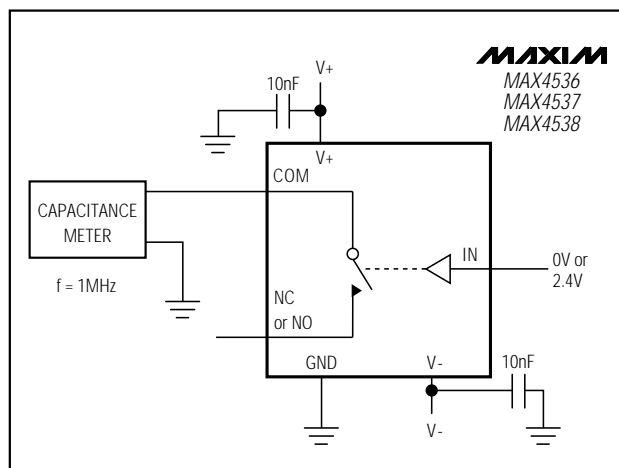 MAXIM
MAX4536
MAX4537
MAX4538
V+
10nF
V+
COM
CAPACITANCE
METER
f = 1MHz
IN
0V or
2.4V
NC
or NO
GND
V-
10nF
V-